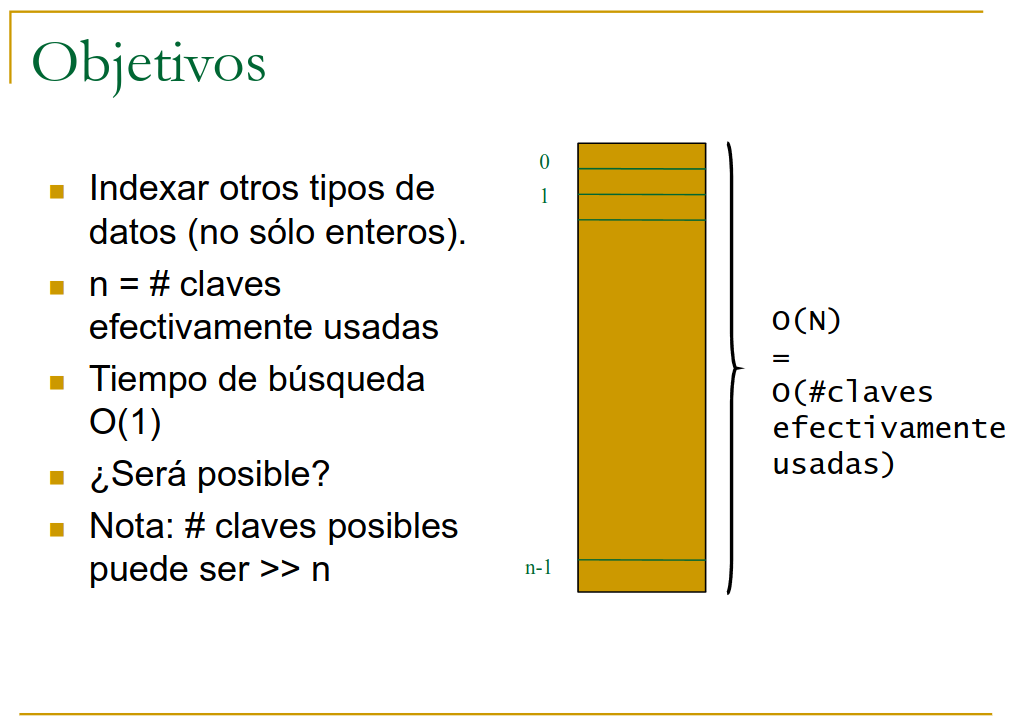 Objetivos
Indexar otros tipos de
datos (no sólo enteros).
n = # claves
efectivamente usadas
Tiempo de búsqueda
O(1)
¿Será posible?
Nota: # claves posibles
puede ser >> n
0
1
n-1
O(N)
=
O(#claves
efectivamente
usadas)